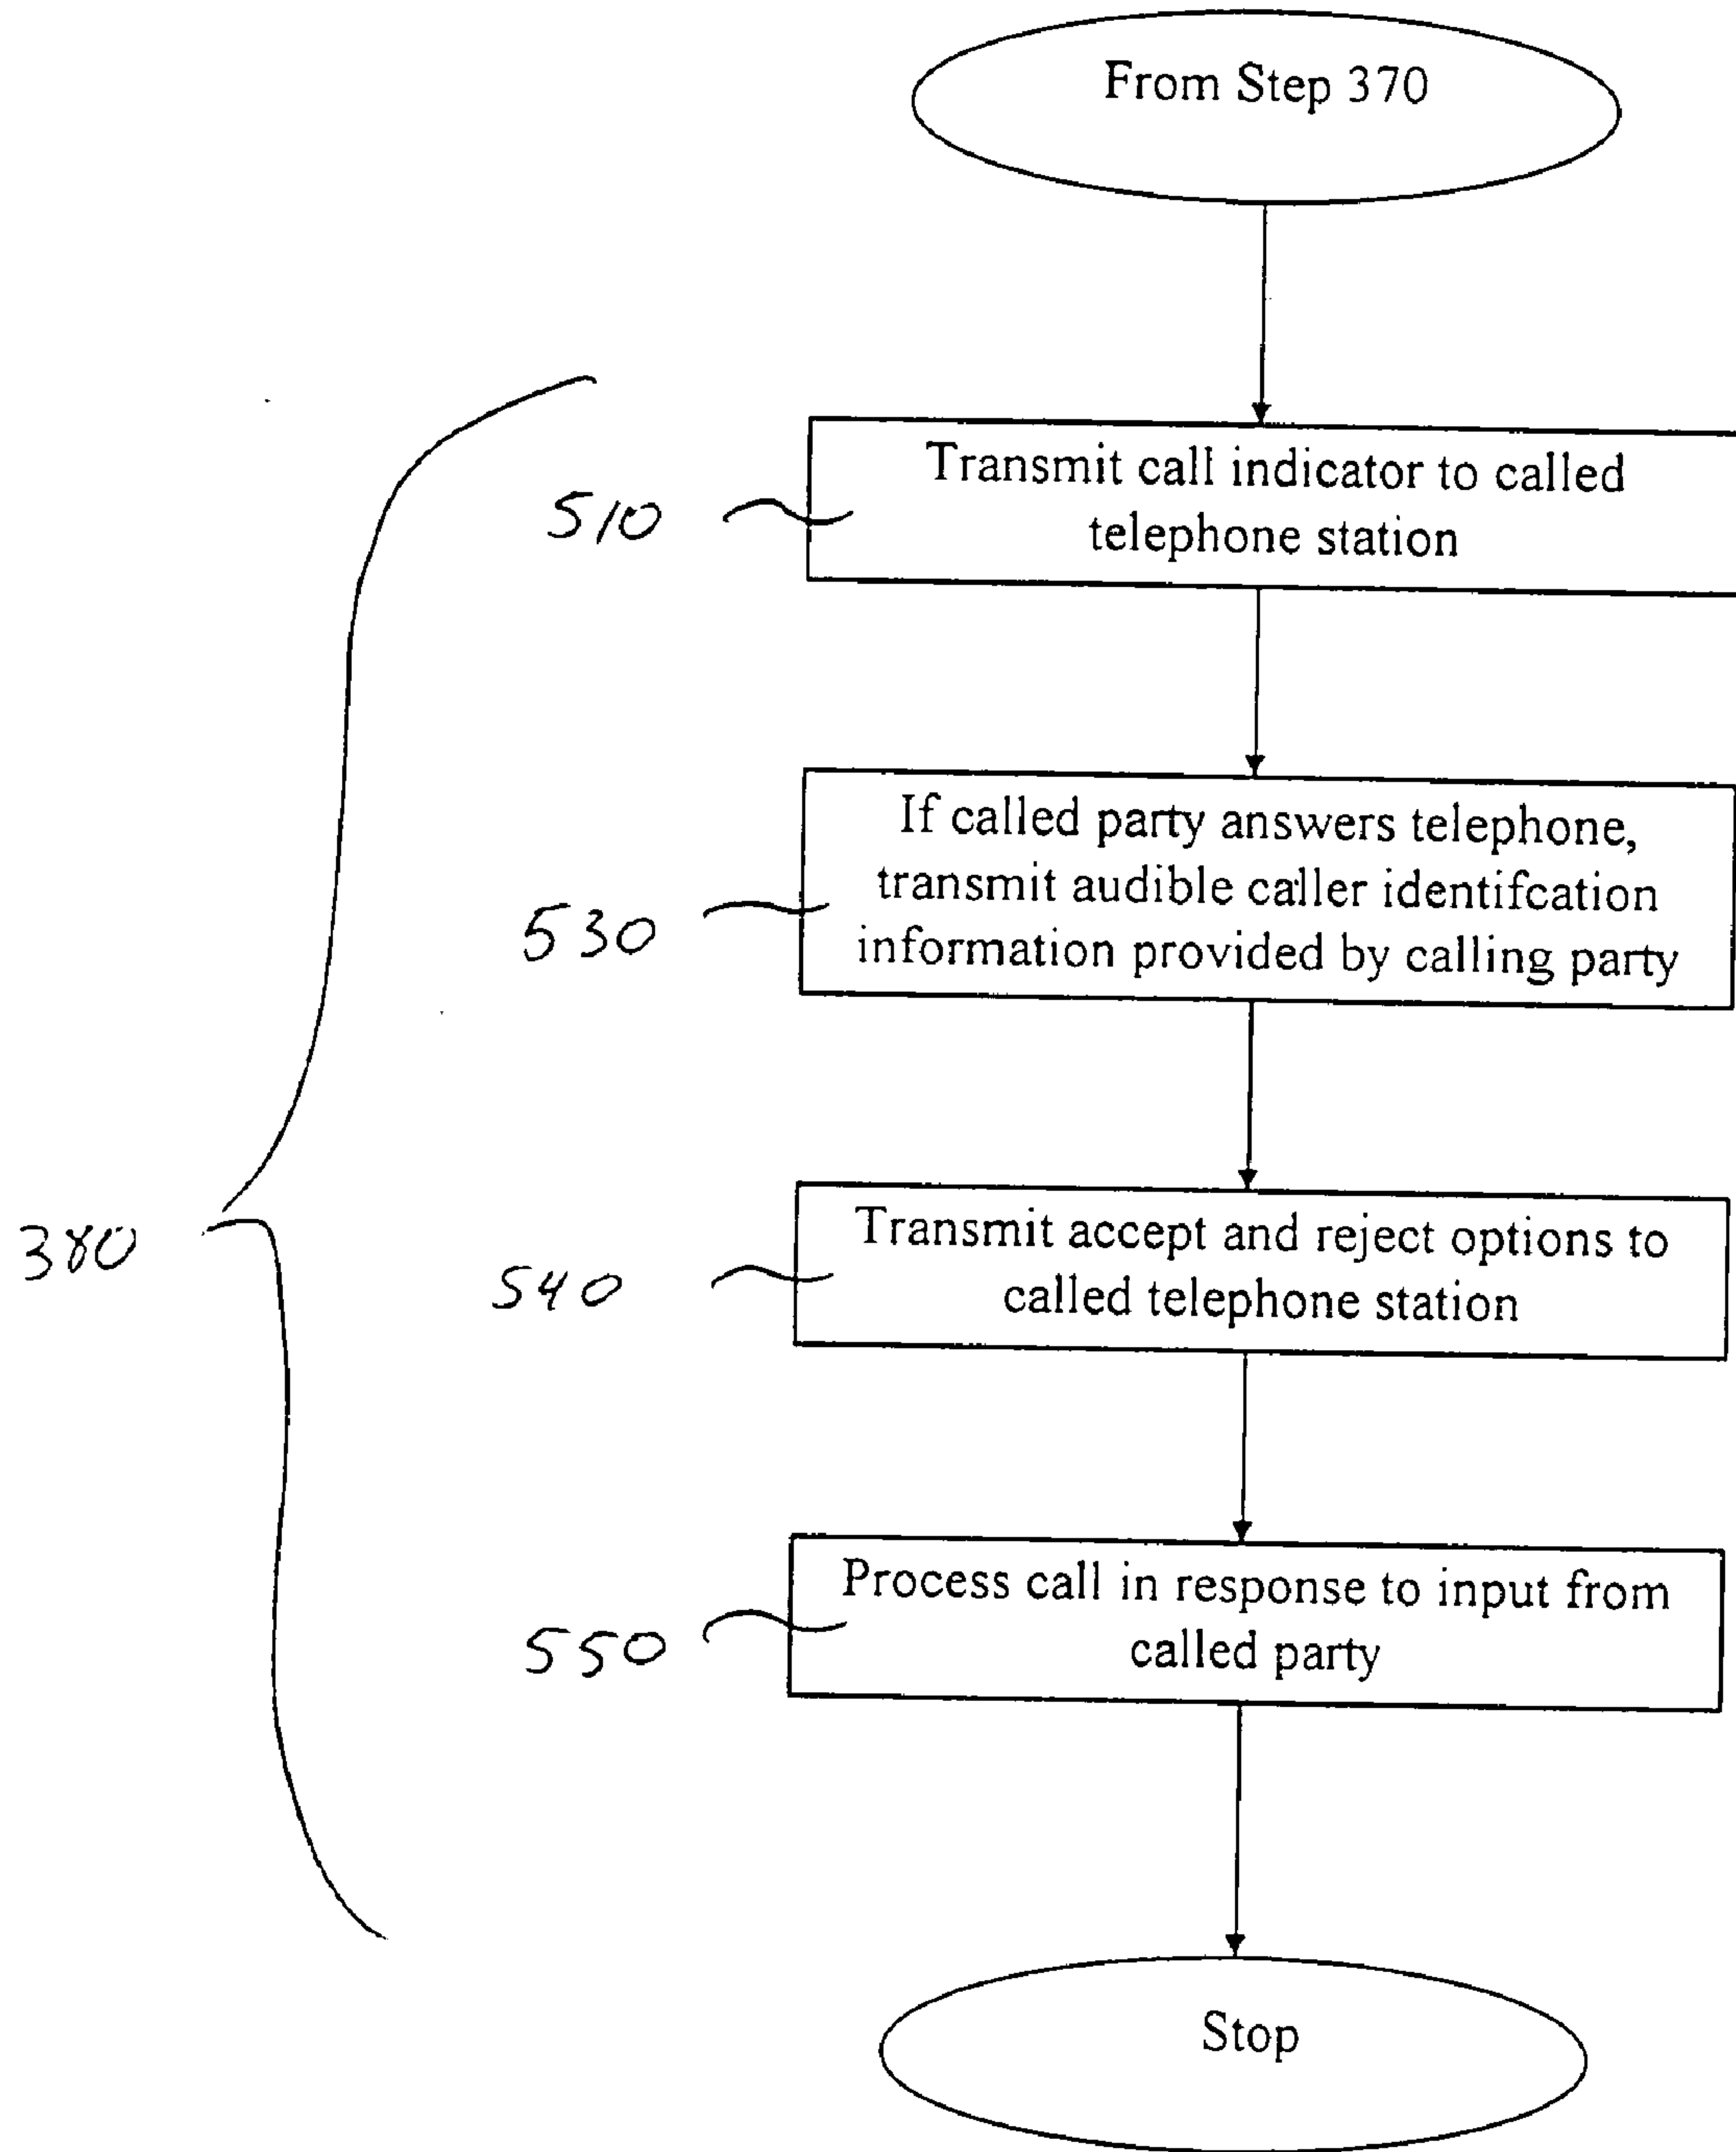 From Step 370
Transmit call indicator to called
telephone station
510
If called party answers telephone,
transmit audible caller identifcation
information provided by calling party
530
Transmit accept and reject options to
called telephone station
380
540
Process call in response to input from
called party
550
Stop